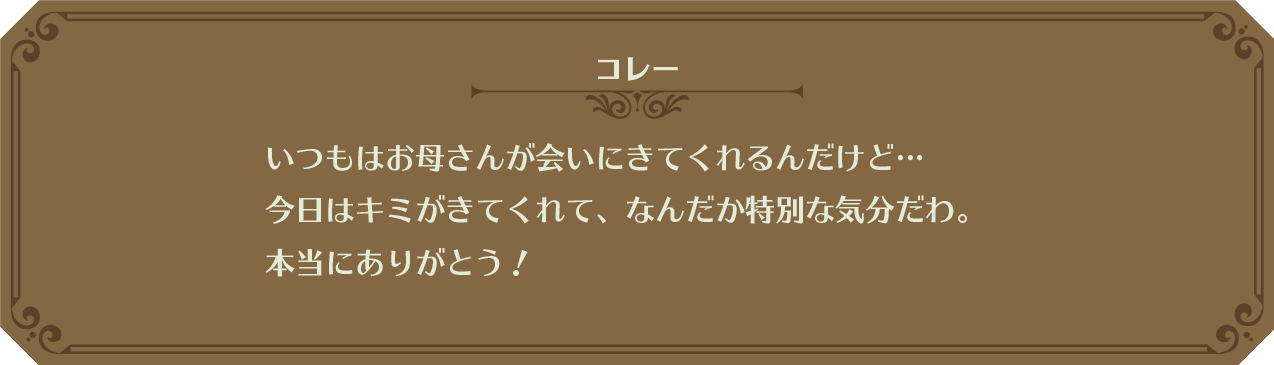 コレー
いつもはお母さんが会いにきてくれるんだけど…
今日はキミがきてくれて、なんだか特別な気分だわ。
本当にありがとう！